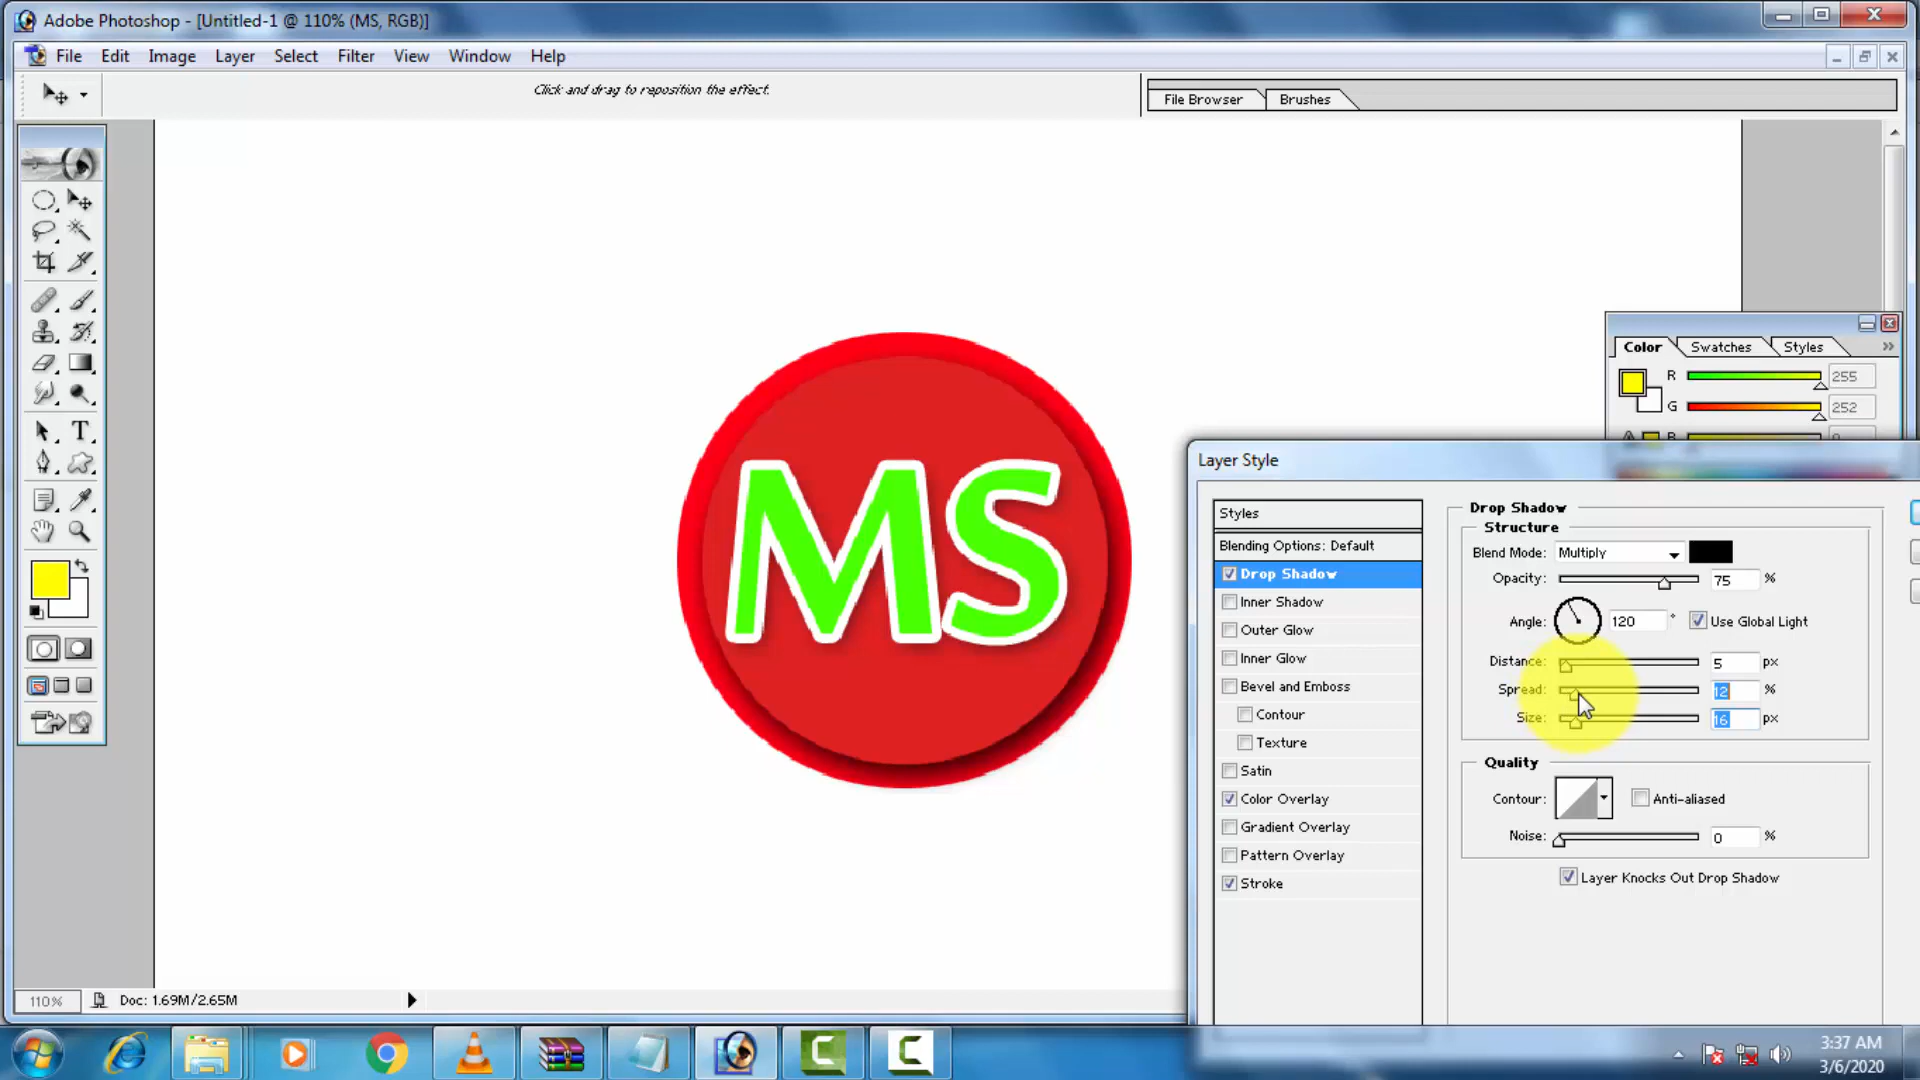 Adobe Photoshop - [Untitled-1 @ 110% (MS, RGB)]
File Edit Image Layer Select Filter View Window Help
Click and drag to reposition the effect.
File Browser Brushes
Color Swatches Styles
R 255
G 252
MS
Layer Style
Styles
Blending Options: Default
Drop Shadow
Inner Shadow
Outer Glow
Inner Glow
Bevel and Emboss
Contour
Texture
Satin
Color Overlay
Gradient Overlay
Pattern Overlay
Stroke
Drop Shadow
Structure
Blend Mode: Multiply
Opacity: 75 %
Angle: 120 ° Use Global Light
Distance: 5 px
Spread: 12 %
Size: 16 px
Quality
Contour: Anti-aliased
Noise: 0 %
Layer Knocks Out Drop Shadow
110% Doc: 1.69M/2.65M
3:37 AM
3/6/2020